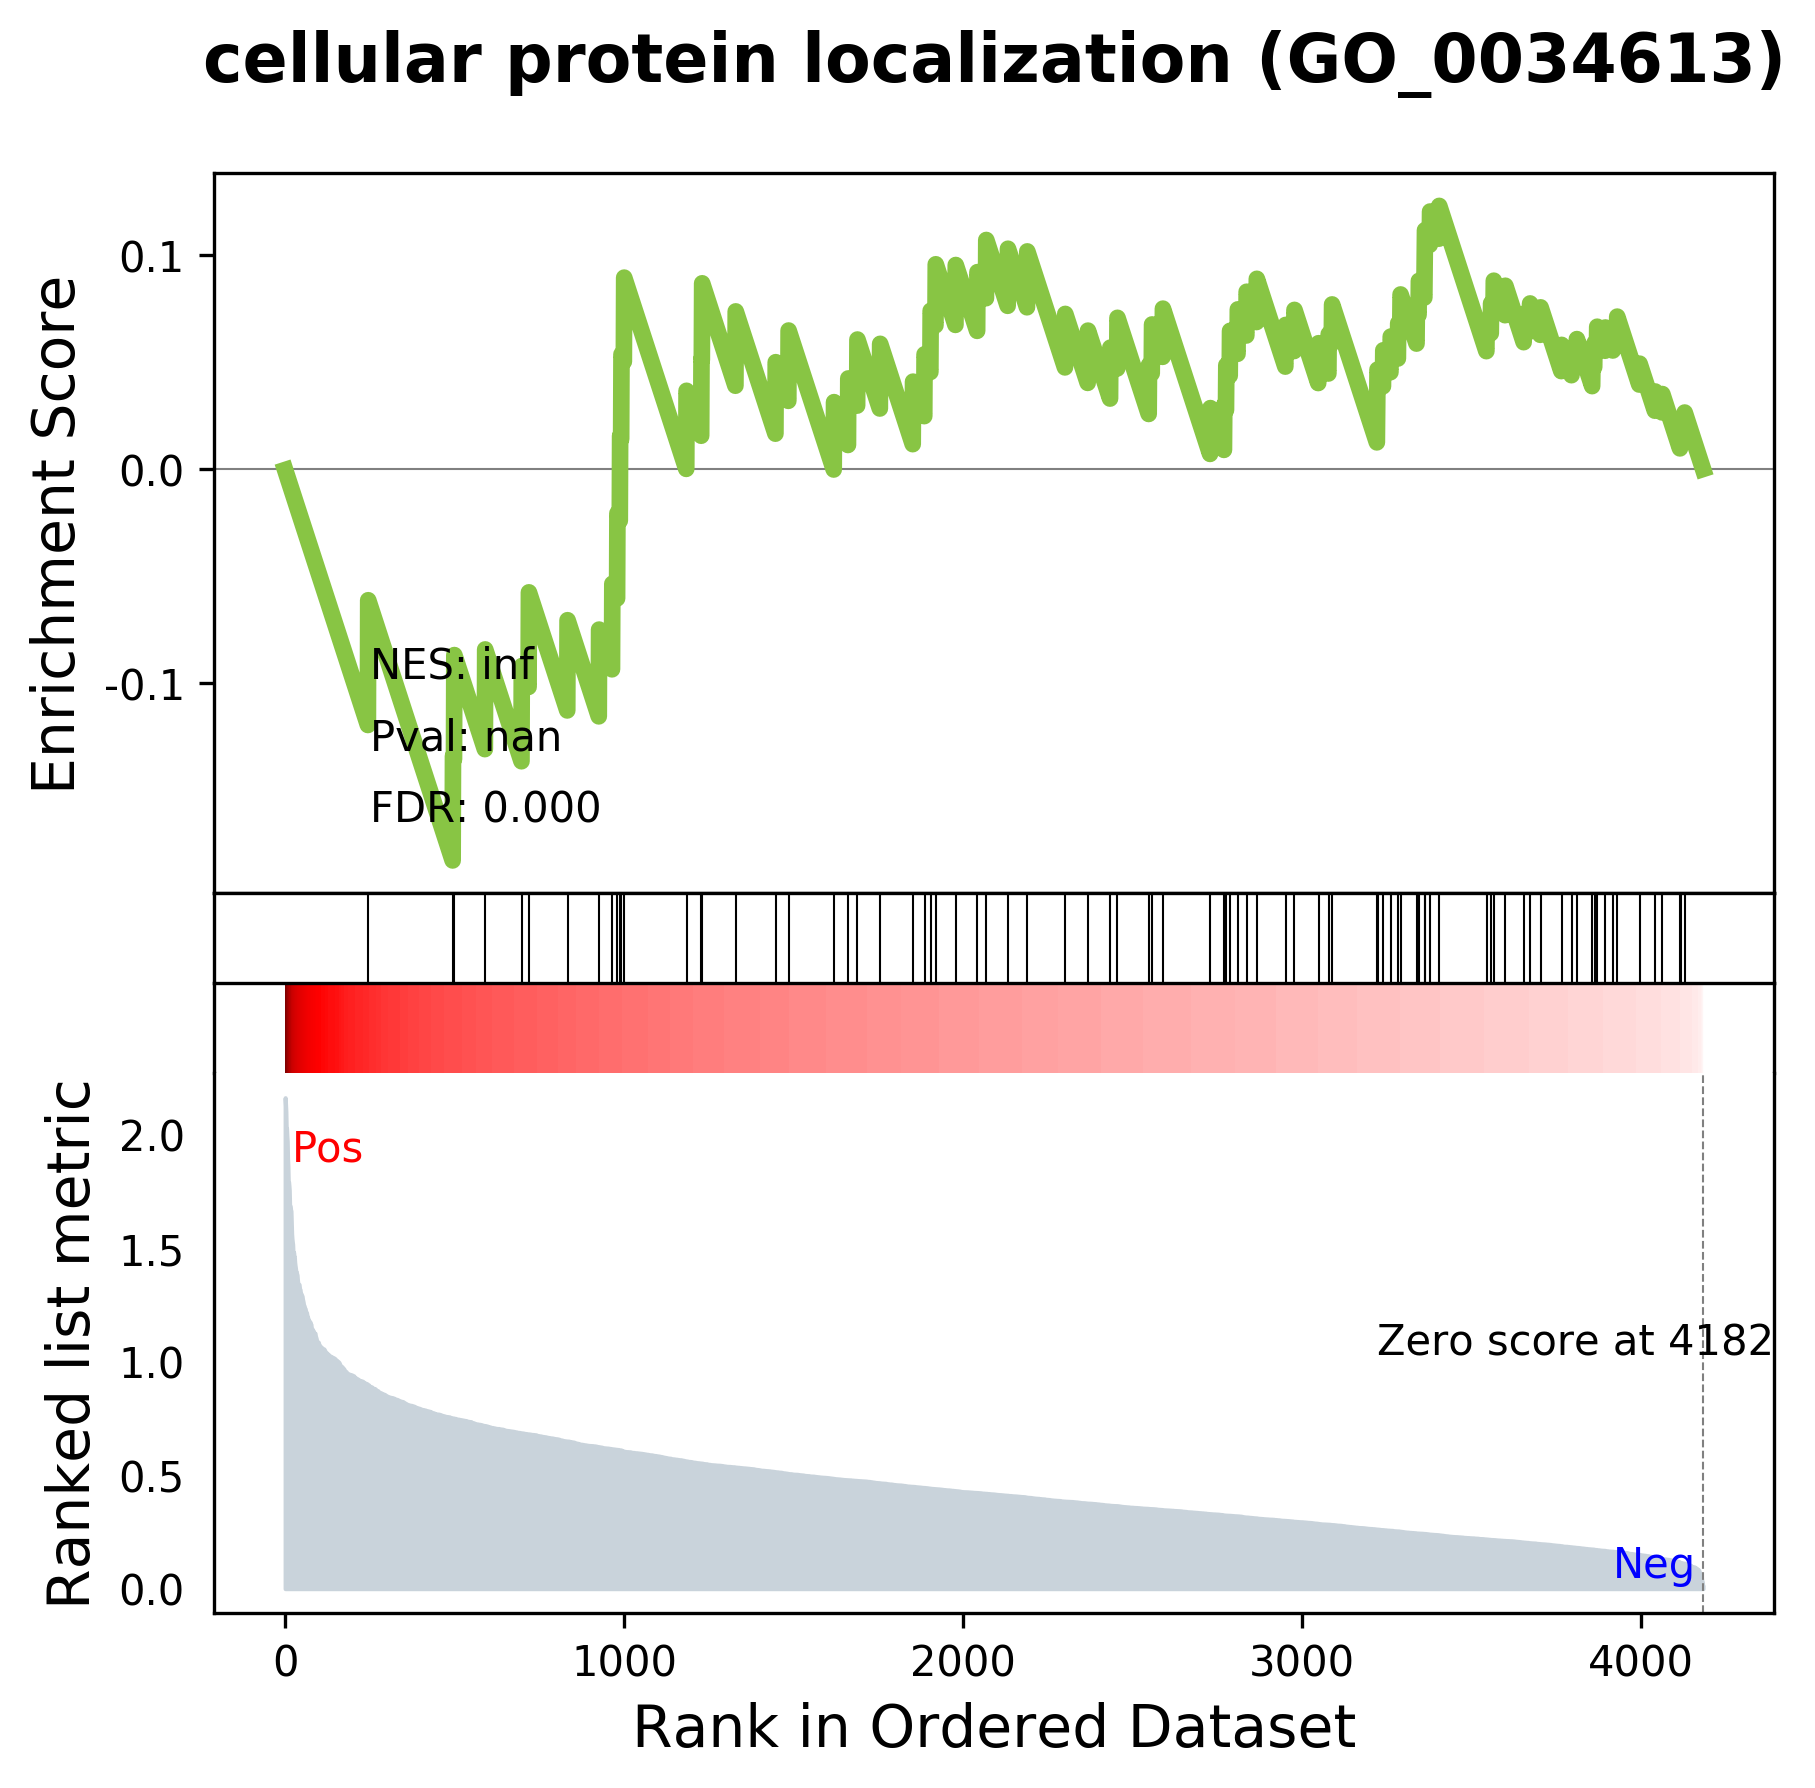 cellular protein localization (GO_0034613)
Enrichment Score
0.1
0.0
-0.1
NES: inf
Pval: nan
FDR: 0.000
Ranked list metric
2.0
1.5
1.0
0.5
0.0
Pos
Zero score at 4182
Neg
0 1000 2000 3000 4000
Rank in Ordered Dataset